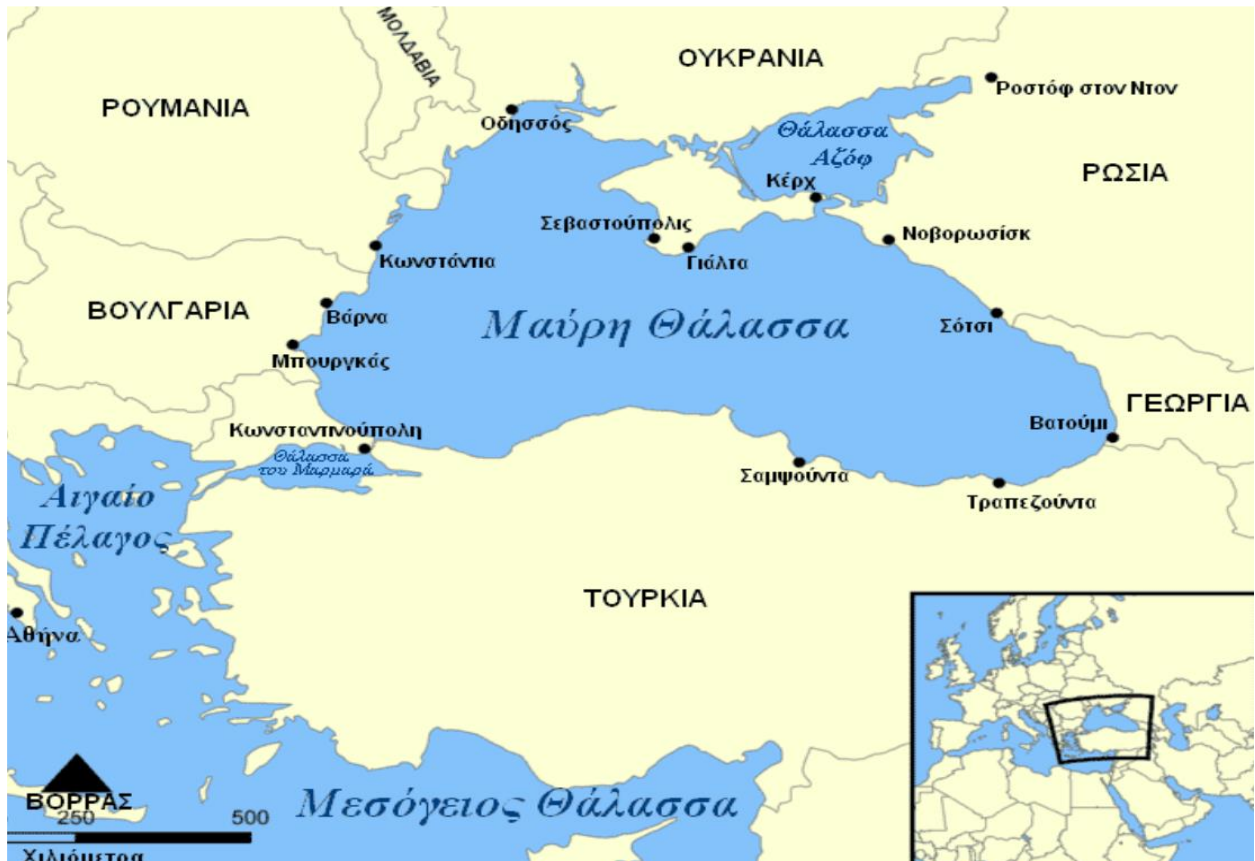 ΜΟΛΔΑΒΙΑ
ΟΥΚΡΑΝΙΑ
ΡΟΥΜΑΝΙΑ
Οδησσός
Ροστόφ στον Ντον
Θάλασσα
Αζόφ
Κέρχ
ΡΩΣΙΑ
Σεβαστούπολις
Νοβορωσίσκ
Κωνστάντια
Γιάλτα
ΒΟΥΛΓΑΡΙΑ
Βάρνα
Μαύρη Θάλασσα
Σότσι
Μπουργκάς
ΓΕΩΡΓΙΑ
Βατούμι
Κωνσταντινούπολη
Θάλασσα
του Μαρμαρά
Σαμψούντα
Τραπεζούντα
Αιγαίο
Πέλαγος
ΤΟΥΡΚΙΑ
Αθήνα
ΒΟΡΡΑΣ
Μεσόγειος Θάλασσα
250 500
Χιλιόμετρα